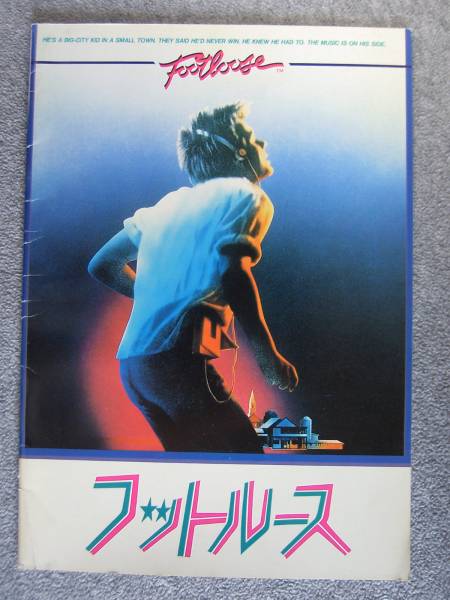 HE'S A BIG-CITY KID IN A SMALL TOWN. THEY SAID HE'D NEVER WIN. HE KNEW HE HAD TO. THE MUSIC IS ON HIS SIDE.
Footloose™
フットルース